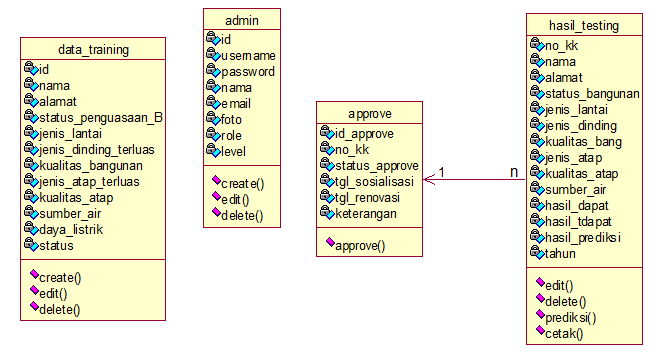 data_training
id
nama
alamat
status_penguasaan_B
jenis_lantai
jenis_dinding_terluas
kualitas_bangunan
jenis_atap_terluas
kualitas_atap
sumber_air
daya_listrik
status
create()
edit()
delete()
admin
id
username
password
nama
email
foto
role
level
create()
edit()
delete()
approve
id_approve
no_kk
status_approve
tgl_sosialisasi
tgl_renovasi
keterangan
approve()
1
n
hasil_testing
no_kk
nama
alamat
status_bangunan
jenis_lantai
jenis_dinding
kualitas_bang
jenis_atap
kualitas_atap
sumber_air
hasil_dapat
hasil_tdapat
hasil_prediksi
tahun
edit()
delete()
prediksi()
cetak()